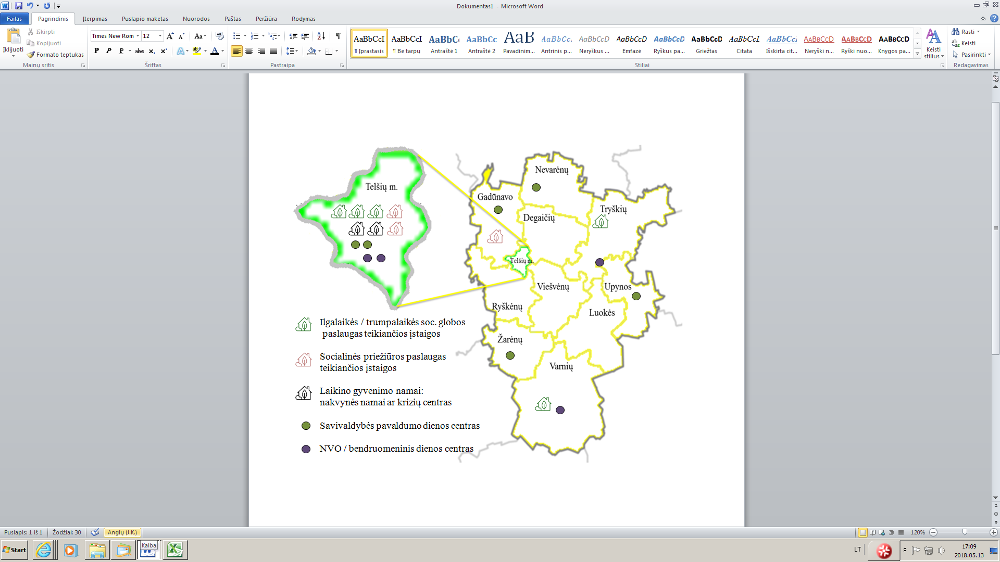 Dokumentas1 - Microsoft Word
Failas Pagrindinis Įterpimas Puslapio maketas Nuorodos Paštas Peržiūra Rodymas
Įklijuoti
Iškirpti
Kopijuoti
Formato teptukas
Mainų sritis
Times New Rom 12
Šriftas
Pastraipa
AaBbCcI AaBbCcI AaBbC AaBbCc AaB AaBbCc. AaBbCcD AaBbCcD AaBbCcD AaBbCcD AaBbCcI AaBbCcI AaBbCcD AaBbCcD AaBbCcD
¶ Įprastasis ¶ Be tarpų Antraštė 1 Antraštė 2 Pavadinim... Antrinis p... Neryškus ... Emfazė Ryškus pa... Griežtas Citata Išskirta cit... Neryški n... Ryški nuo... Knygos pa...
Stiliai
Keisti
stilius
Rasti
Keisti
Pasirinkti
Redagavimas
Telšių m.
Nevarėnų
Gadūnavo
Degaičių
Tryškių
Telšių m.
Viešvėnų
Upynos
Ryškėnų
Luokės
Žarėnų
Varnių
Ilgalaikės / trumpalaikės soc. globos
paslaugas teikiančios įstaigos
Socialinės priežiūros paslaugas
teikiančios įstaigos
Laikino gyvenimo namai:
nakvynės namai ar krizių centras
Savivaldybės pavaldumo dienos centras
NVO / bendruomeninis dienos centras
Puslapis: 1 iš 1 Žodžiai: 30 Anglų (J.K.) 120%
Start
Kalba
LT
17:09
2018.05.13